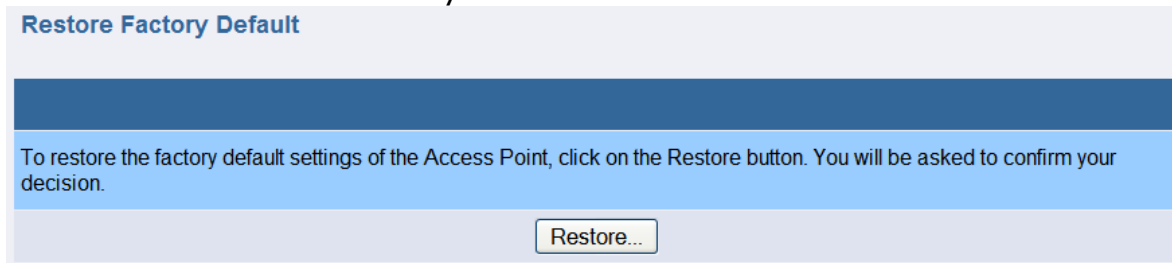 Restore Factory Default
To restore the factory default settings of the Access Point, click on the Restore button. You will be asked to confirm your
decision.
Restore...